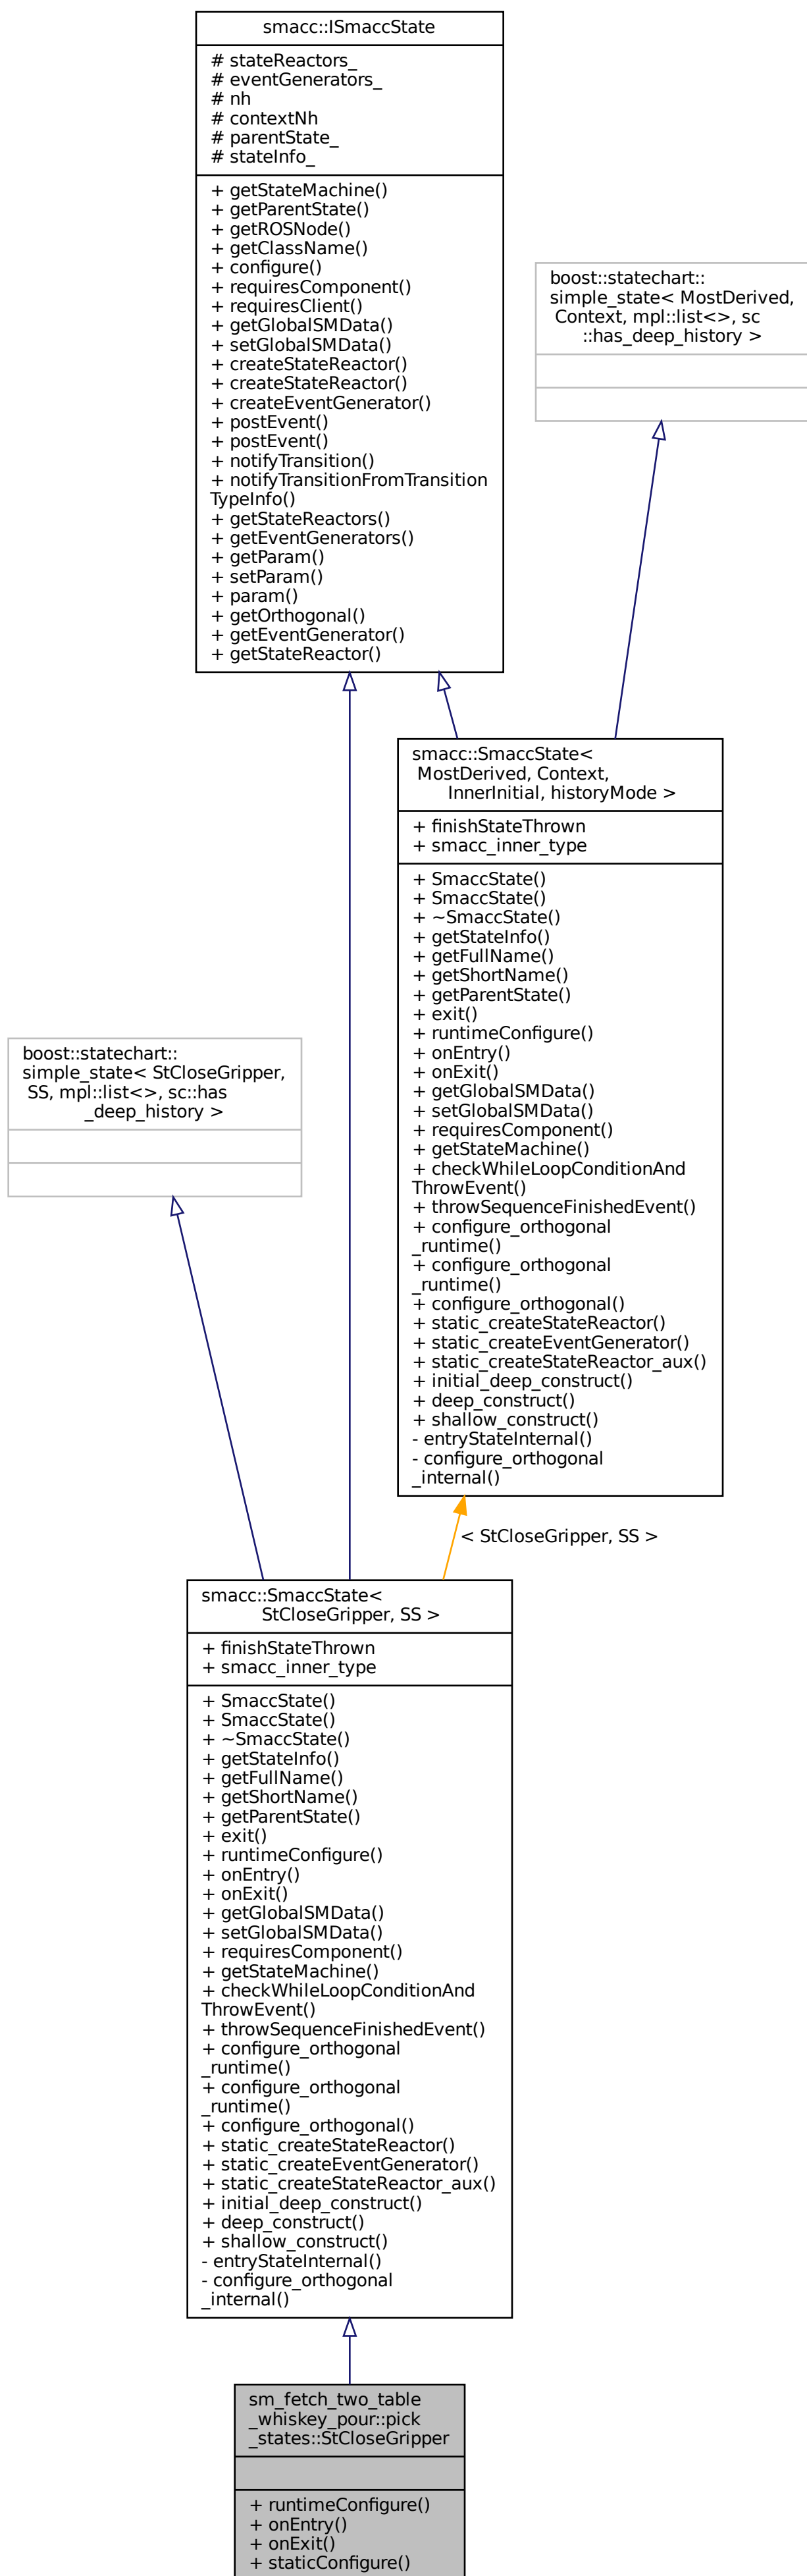 smacc::ISmaccState
# stateReactors_
# eventGenerators_
# nh
# contextNh
# parentState_
# stateInfo_
+ getStateMachine()
+ getParentState()
+ getROSNode()
+ getClassName()
+ configure()
+ requiresComponent()
+ requiresClient()
+ getGlobalSMData()
+ setGlobalSMData()
+ createStateReactor()
+ createStateReactor()
+ createEventGenerator()
+ postEvent()
+ postEvent()
+ notifyTransition()
+ notifyTransitionFromTransition
TypeInfo()
+ getStateReactors()
+ getEventGenerators()
+ getParam()
+ setParam()
+ param()
+ getOrthogonal()
+ getEventGenerator()
+ getStateReactor()
boost::statechart::
simple_state< MostDerived,
Context, mpl::list<>, sc
::has_deep_history >
smacc::SmaccState<
MostDerived, Context,
InnerInitial, historyMode >
+ finishStateThrown
+ smacc_inner_type
+ SmaccState()
+ SmaccState()
+ ~SmaccState()
+ getStateInfo()
+ getFullName()
+ getShortName()
+ getParentState()
+ exit()
+ runtimeConfigure()
+ onEntry()
+ onExit()
+ getGlobalSMData()
+ setGlobalSMData()
+ requiresComponent()
+ getStateMachine()
+ checkWhileLoopConditionAnd
ThrowEvent()
+ throwSequenceFinishedEvent()
+ configure_orthogonal
_runtime()
+ configure_orthogonal
_runtime()
+ configure_orthogonal()
+ static_createStateReactor()
+ static_createEventGenerator()
+ static_createStateReactor_aux()
+ initial_deep_construct()
+ deep_construct()
+ shallow_construct()
- entryStateInternal()
- configure_orthogonal
_internal()
boost::statechart::
simple_state< StCloseGripper,
SS, mpl::list<>, sc::has
_deep_history >
< StCloseGripper, SS >
smacc::SmaccState<
StCloseGripper, SS >
+ finishStateThrown
+ smacc_inner_type
+ SmaccState()
+ SmaccState()
+ ~SmaccState()
+ getStateInfo()
+ getFullName()
+ getShortName()
+ getParentState()
+ exit()
+ runtimeConfigure()
+ onEntry()
+ onExit()
+ getGlobalSMData()
+ setGlobalSMData()
+ requiresComponent()
+ getStateMachine()
+ checkWhileLoopConditionAnd
ThrowEvent()
+ throwSequenceFinishedEvent()
+ configure_orthogonal
_runtime()
+ configure_orthogonal
_runtime()
+ configure_orthogonal()
+ static_createStateReactor()
+ static_createEventGenerator()
+ static_createStateReactor_aux()
+ initial_deep_construct()
+ deep_construct()
+ shallow_construct()
- entryStateInternal()
- configure_orthogonal
_internal()
sm_fetch_two_table
_whiskey_pour::pick
_states::StCloseGripper
+ runtimeConfigure()
+ onEntry()
+ onExit()
+ staticConfigure()